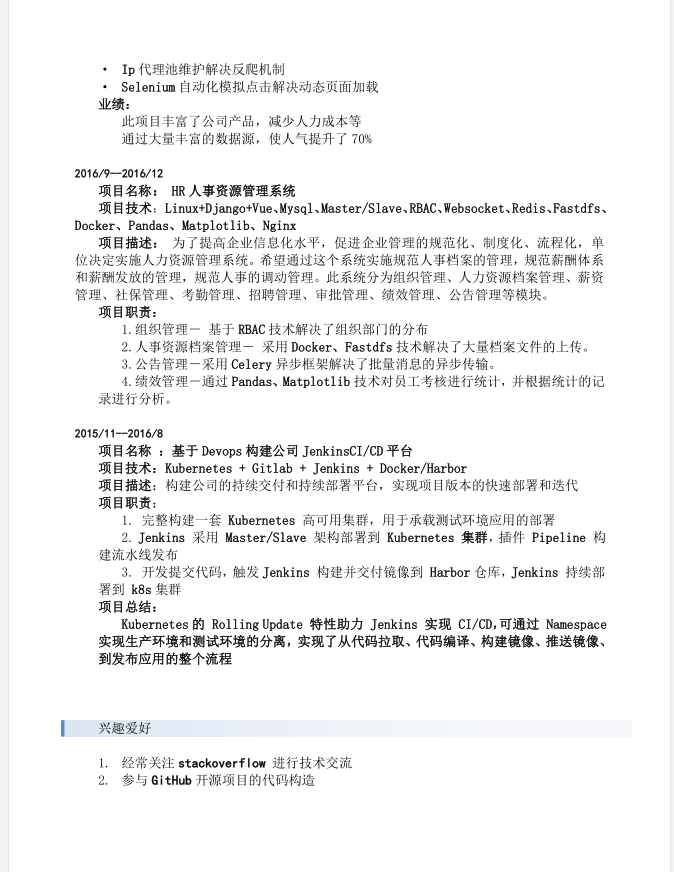 • Ip 代理池维护解决反爬机制
• Selenium 自动化模拟点击解决动态页面加载
业绩：
此项目丰富了公司产品，减少人力成本等
通过大量丰富的数据源，使人气提升了 70%
2016/9——2016/12
项目名称： HR 人事资源管理系统
项目技术：Linux+Django+Vue、Mysql、Master/Slave、RBAC、Websocket、Redis、Fastdfs、
Docker、Pandas、Matplotlib、Nginx
项目描述： 为了提高企业信息化水平，促进企业管理的规范化、制度化、流程化，单
位决定实施人力资源管理系统。希望通过这个系统实施规范人事档案的管理，规范薪酬体系
和薪酬发放的管理，规范人事的调动管理。此系统分为组织管理、人力资源档案管理、薪资
管理、社保管理、考勤管理、招聘管理、审批管理、绩效管理、公告管理等模块。
项目职责：
1.组织管理— 基于 RBAC 技术解决了组织部门的分布
2.人事资源档案管理— 采用 Docker、Fastdfs 技术解决了大量档案文件的上传。
3.公告管理—采用 Celery 异步框架解决了批量消息的异步传输。
4.绩效管理—通过 Pandas、Matplotlib 技术对员工考核进行统计，并根据统计的记
录进行分析。
2015/11--2016/8
项目名称 ：基于 Devops 构建公司 JenkinsCI/CD 平台
项目技术：Kubernetes + Gitlab + Jenkins + Docker/Harbor
项目描述：构建公司的持续交付和持续部署平台，实现项目版本的快速部署和迭代
项目职责：
1. 完整构建一套 Kubernetes 高可用集群，用于承载测试环境应用的部署
2. Jenkins 采用 Master/Slave 架构部署到 Kubernetes 集群，插件 Pipeline 构
建流水线发布
3. 开发提交代码，触发 Jenkins 构建并交付镜像到 Harbor 仓库，Jenkins 持续部
署到 k8s 集群
项目总结：
Kubernetes 的 Rolling Update 特性助力 Jenkins 实现 CI/CD，可通过 Namespace
实现生产环境和测试环境的分离，实现了从代码拉取、代码编译、构建镜像、推送镜像、
到发布应用的整个流程
兴趣爱好
1. 经常关注 stackoverflow 进行技术交流
2. 参与 GitHub 开源项目的代码构造